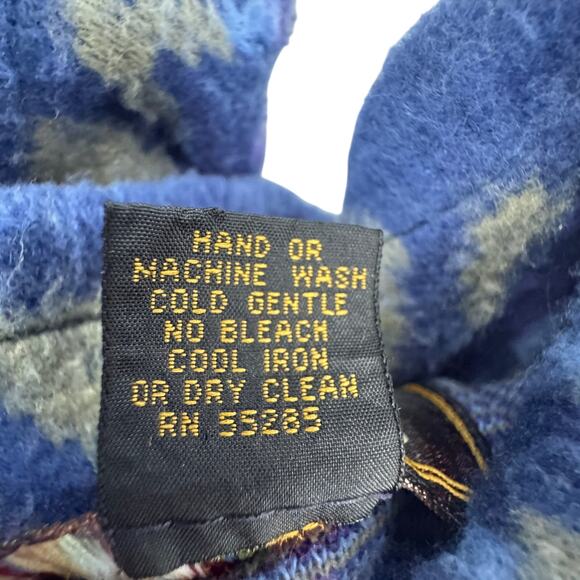 HAND OR
MACHINE WASH
COLD GENTLE
NO BLEACH
COOL IRON
OR DRY CLEAN
RN 55285